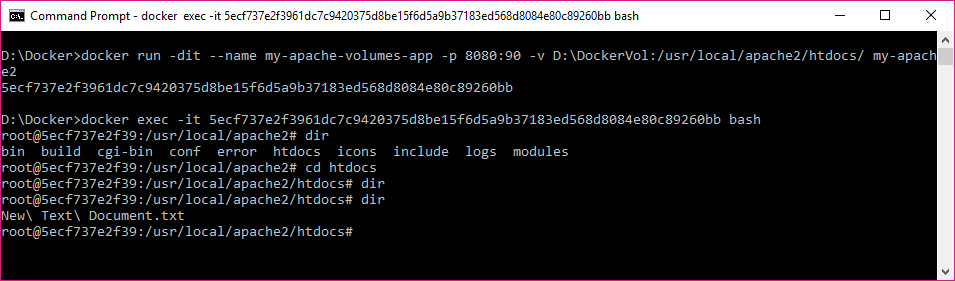 Command Prompt - docker  exec -it 5ecf737e2f3961dc7c9420375d8be15f6d5a9b37183ed568d8084e80c89260bb bash
D:\Docker>docker run -dit --name my-apache-volumes-app -p 8080:90 -v D:\DockerVol:/usr/local/apache2/htdocs/ my-apach
e2
5ecf737e2f3961dc7c9420375d8be15f6d5a9b37183ed568d8084e80c89260bb
D:\Docker>docker exec -it 5ecf737e2f3961dc7c9420375d8be15f6d5a9b37183ed568d8084e80c89260bb bash
root@5ecf737e2f39:/usr/local/apache2# dir
bin  build  cgi-bin  conf  error  htdocs  icons  include  logs  modules
root@5ecf737e2f39:/usr/local/apache2# cd htdocs
root@5ecf737e2f39:/usr/local/apache2/htdocs# dir
root@5ecf737e2f39:/usr/local/apache2/htdocs# dir
New\ Text\ Document.txt
root@5ecf737e2f39:/usr/local/apache2/htdocs#